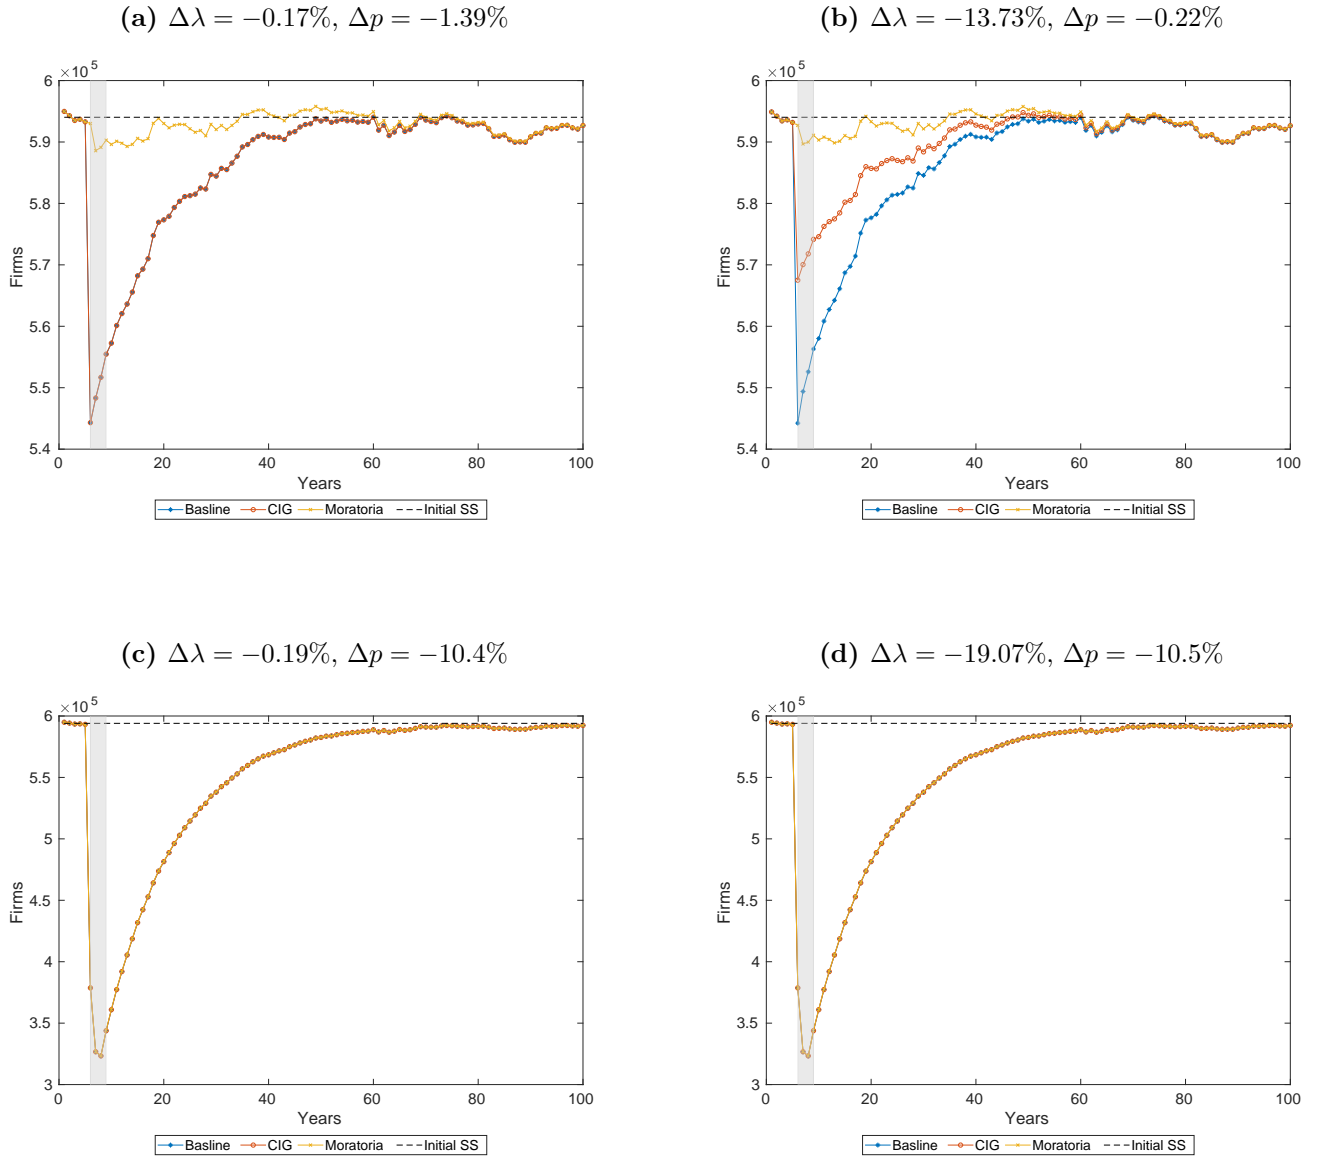 (a) Δλ = −0.17%, Δp = −1.39%
×10 5
6
5.9
5.8
5.7
5.6
5.5
5.4
Firms
0 20 40 60 80 100
Years
Basline CIG Moratoria Initial SS
(b) Δλ = −13.73%, Δp = −0.22%
×10 5
6
5.9
5.8
5.7
5.6
5.5
5.4
Firms
0 20 40 60 80 100
Years
Basline CIG Moratoria Initial SS
(c) Δλ = −0.19%, Δp = −10.4%
×10 5
6
5.5
5
4.5
4
3.5
3
Firms
0 20 40 60 80 100
Years
Basline CIG Moratoria Initial SS
(d) Δλ = −19.07%, Δp = −10.5%
×10 5
6
5.5
5
4.5
4
3.5
3
Firms
0 20 40 60 80 100
Years
Basline CIG Moratoria Initial SS